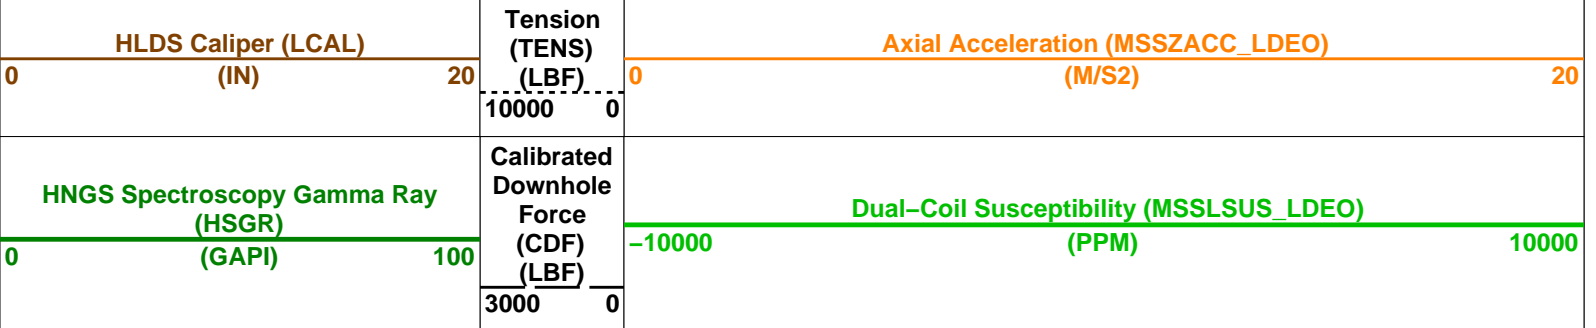 HLDS Caliper (LCAL)
0 (IN) 20
Tension
(TENS)
(LBF)
10000 0
Axial Acceleration (MSSZACC_LDEO)
0 (M/S2) 20
HNGS Spectroscopy Gamma Ray
(HSGR)
0 (GAPI) 100
Calibrated
Downhole
Force
(CDF)
(LBF)
3000 0
Dual−Coil Susceptibility (MSSLSUS_LDEO)
−10000 (PPM) 10000